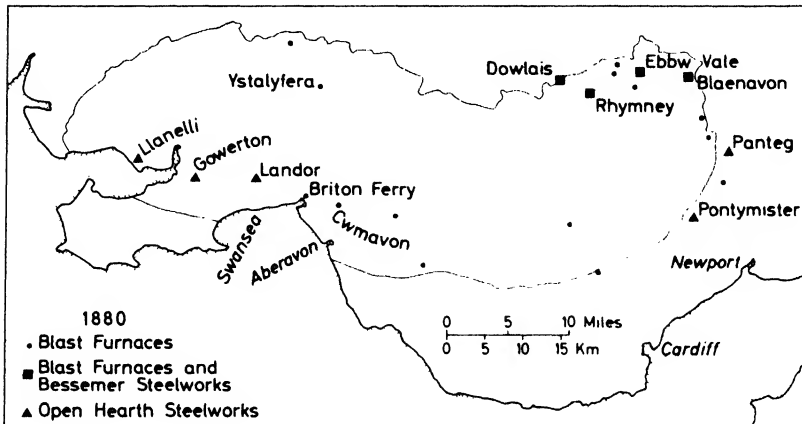 Ystalyfera
Dowlais
Ebbw Vale
Blaenavon
Rhymney
Llanelli
Gowerton
Landor
Panteg
Briton Ferry
Cwmavon
Pontymister
Swansea
Aberavon
Newport
Cardiff
0 5 10 Miles
0 5 10 15 Km
1880
Blast Furnaces
Blast Furnaces and
Bessemer Steelworks
Open Hearth Steelworks